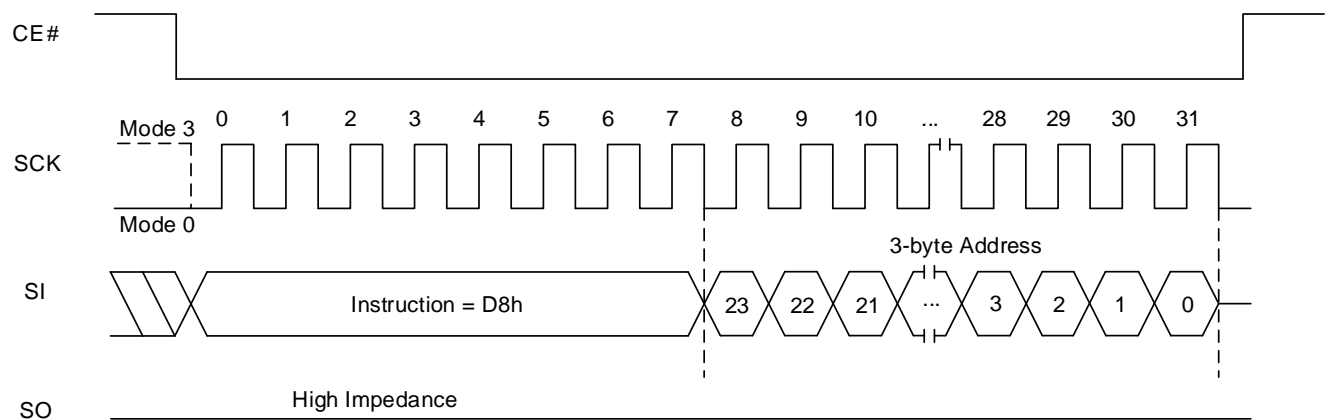 CE#
Mode 3 0 1 2 3 4 5 6 7 8 9 10 ... 28 29 30 31
SCK
Mode 0
3-byte Address
SI Instruction = D8h 23 22 21 ... 3 2 1 0
High Impedance
SO